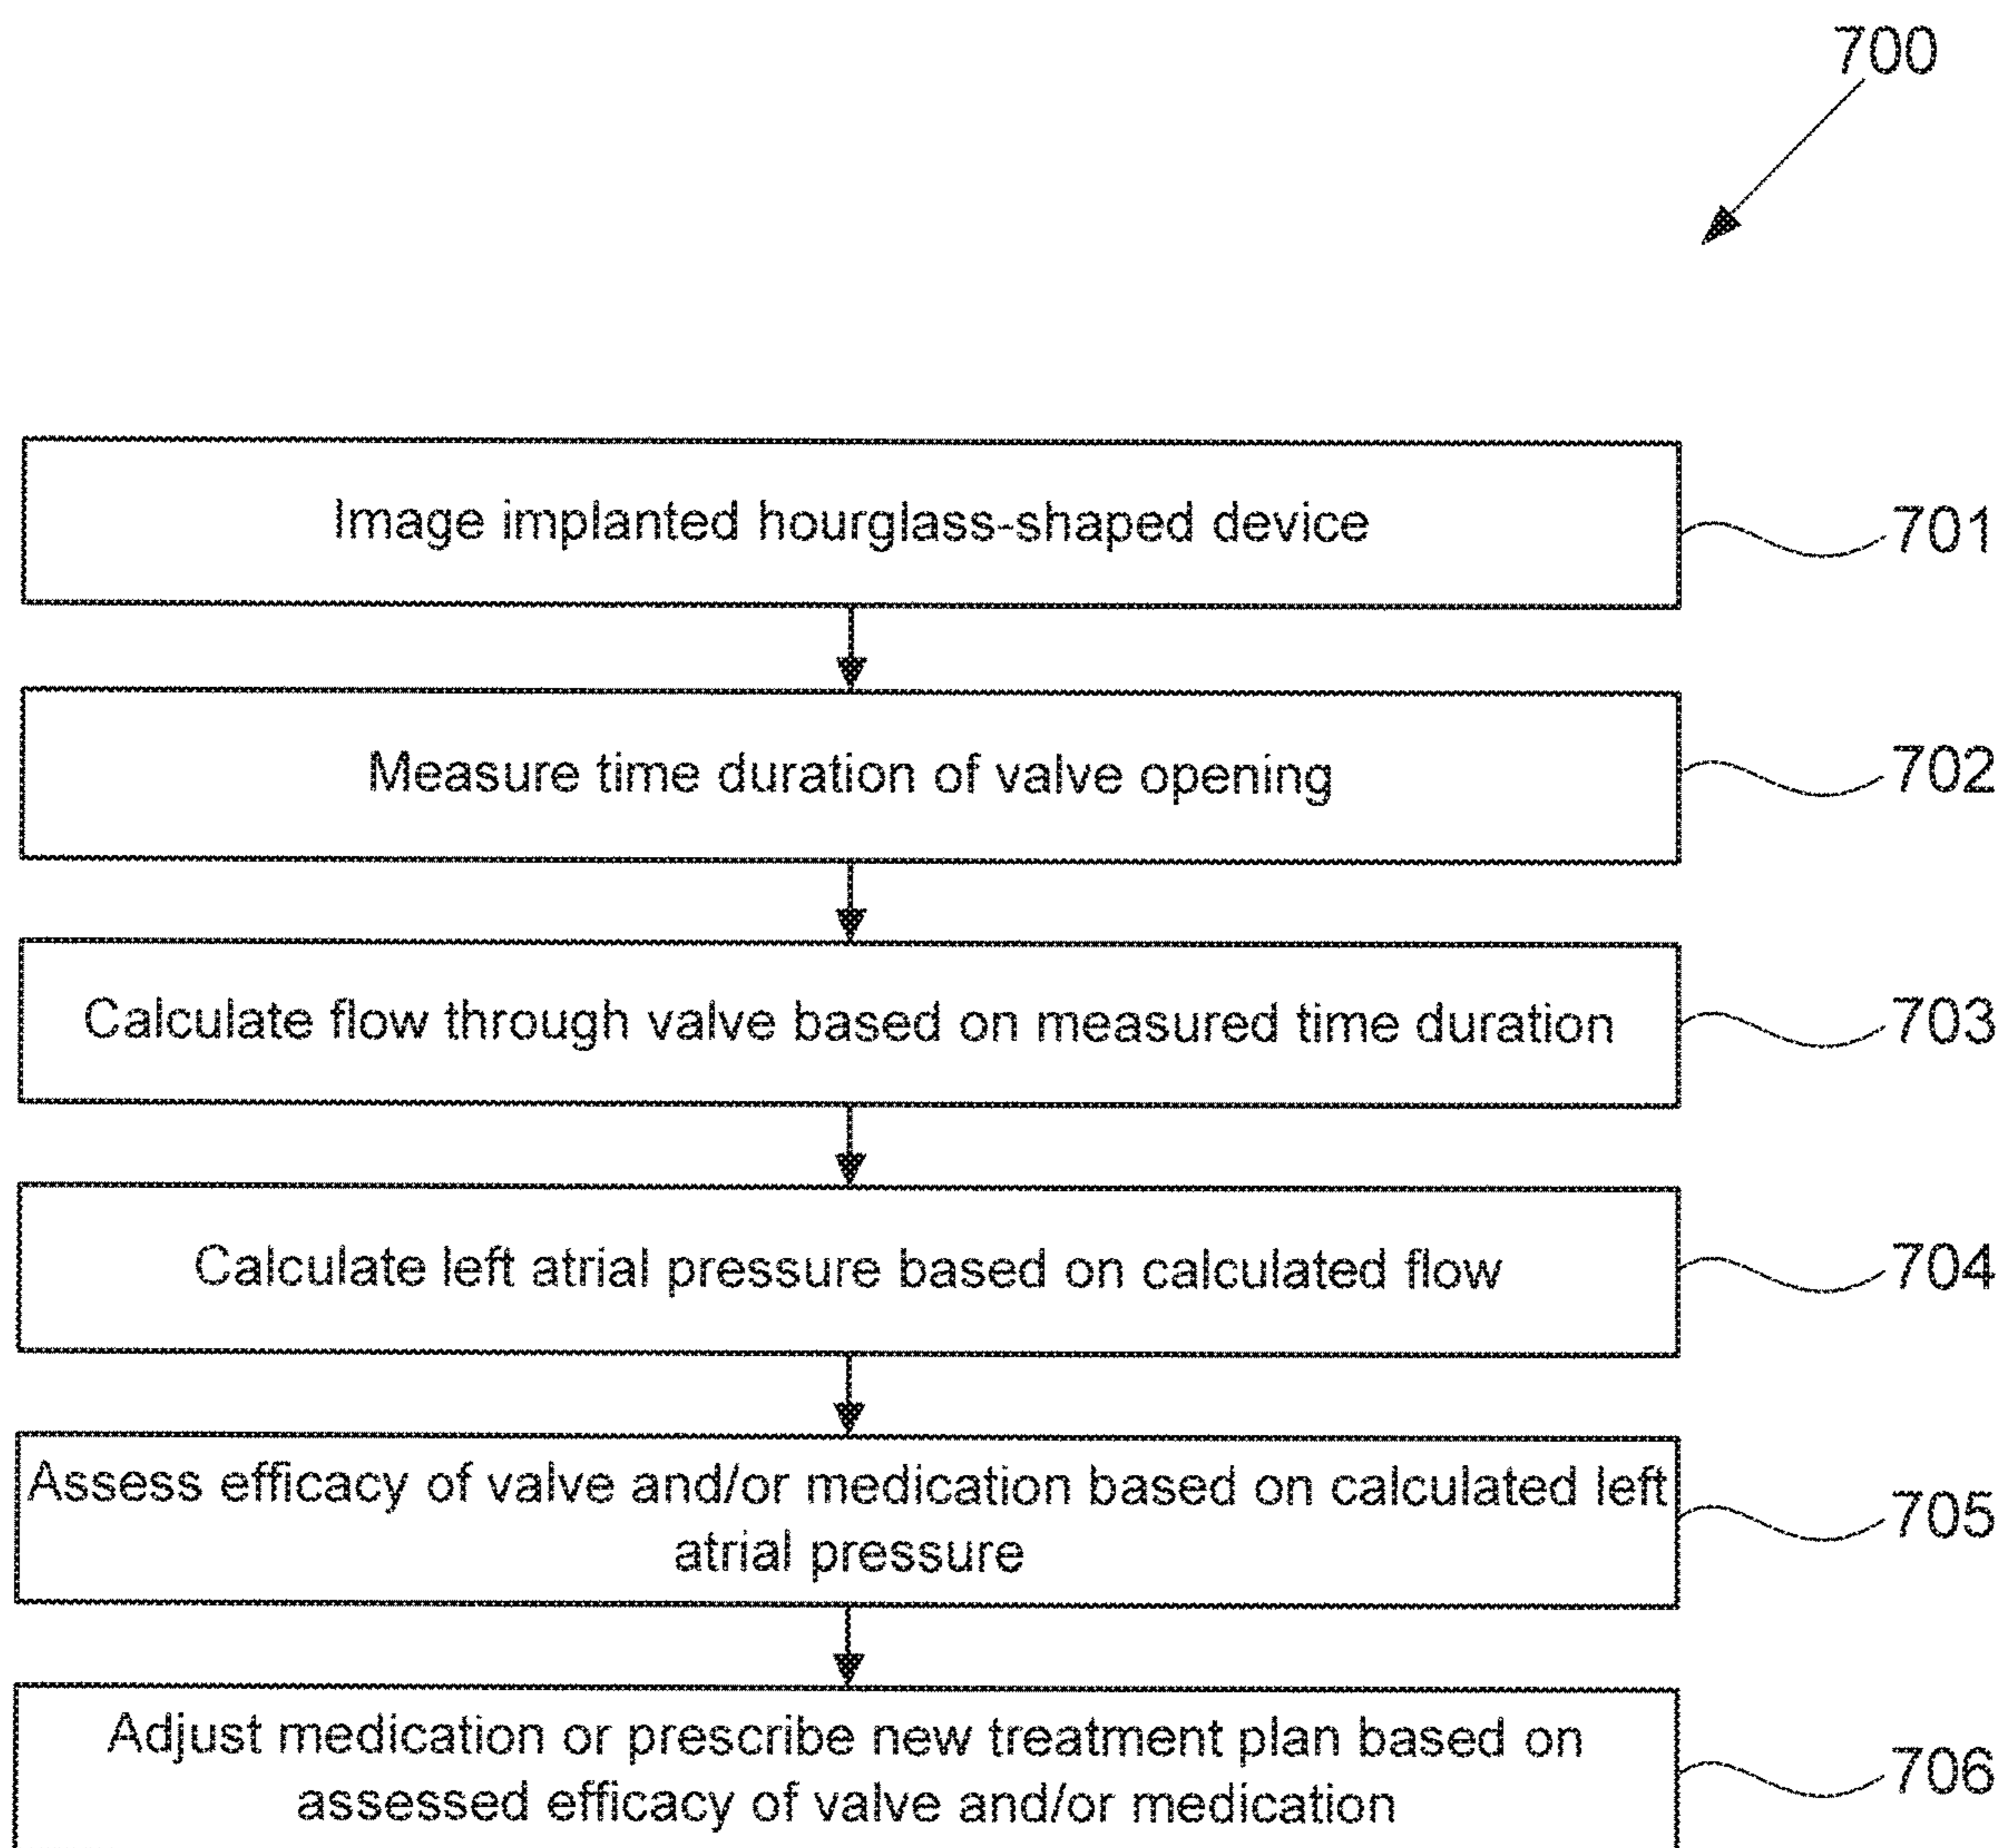 700
Image implanted hourglass-shaped device
701
Measure time duration of valve opening
702
Calculate flow through valve based on measured time duration
703
Calculate left atrial pressure based on calculated flow
704
Assess efficacy of valve and/or medication based on calculated left
atrial pressure
705
Adjust medication or prescribe new treatment plan based on
assessed efficacy of valve and/or medication
706